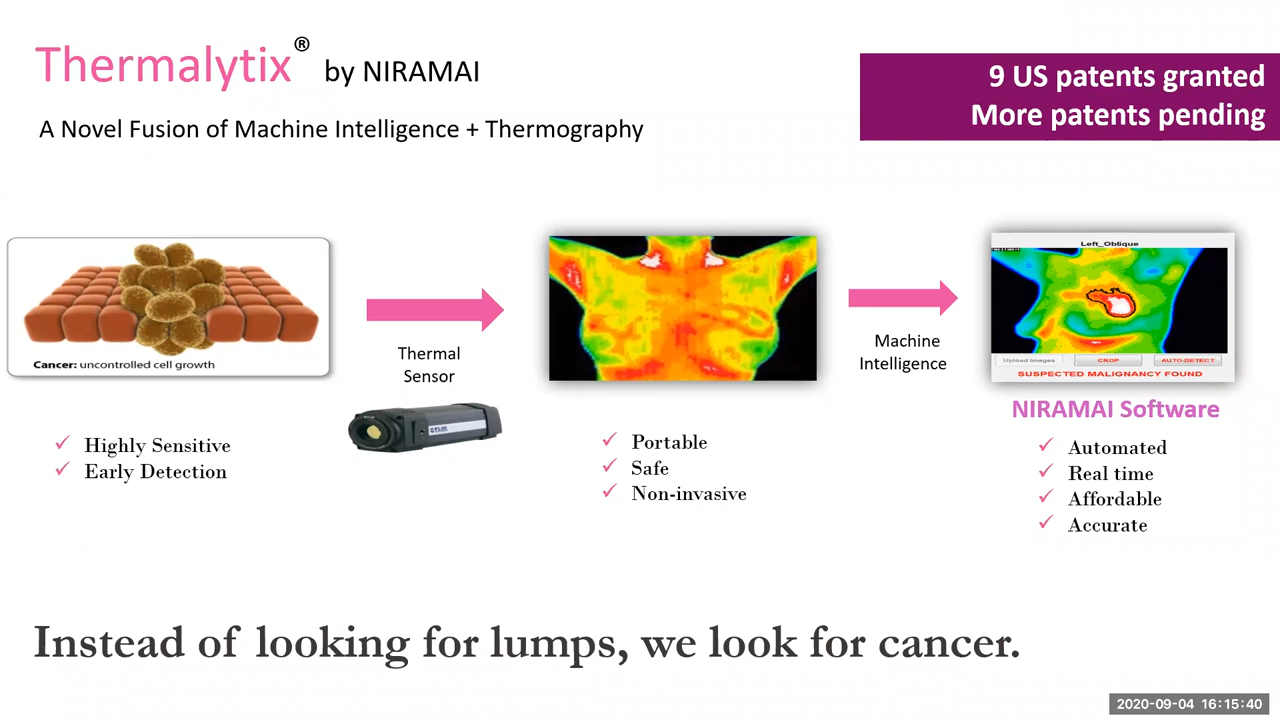 Thermalytix® by NIRAMAI
9 US patents granted
More patents pending
A Novel Fusion of Machine Intelligence + Thermography
Cancer: uncontrolled cell growth
Highly Sensitive
Early Detection
Thermal
Sensor
FLIR
Portable
Safe
Non-invasive
Machine
Intelligence
Left_Oblique
Upload Images
CROP
AUTO-DETECT
SUSPECTED MALIGNANCY FOUND
NIRAMAI Software
Automated
Real time
Affordable
Accurate
Instead of looking for lumps, we look for cancer.
2020-09-04 16:15:40